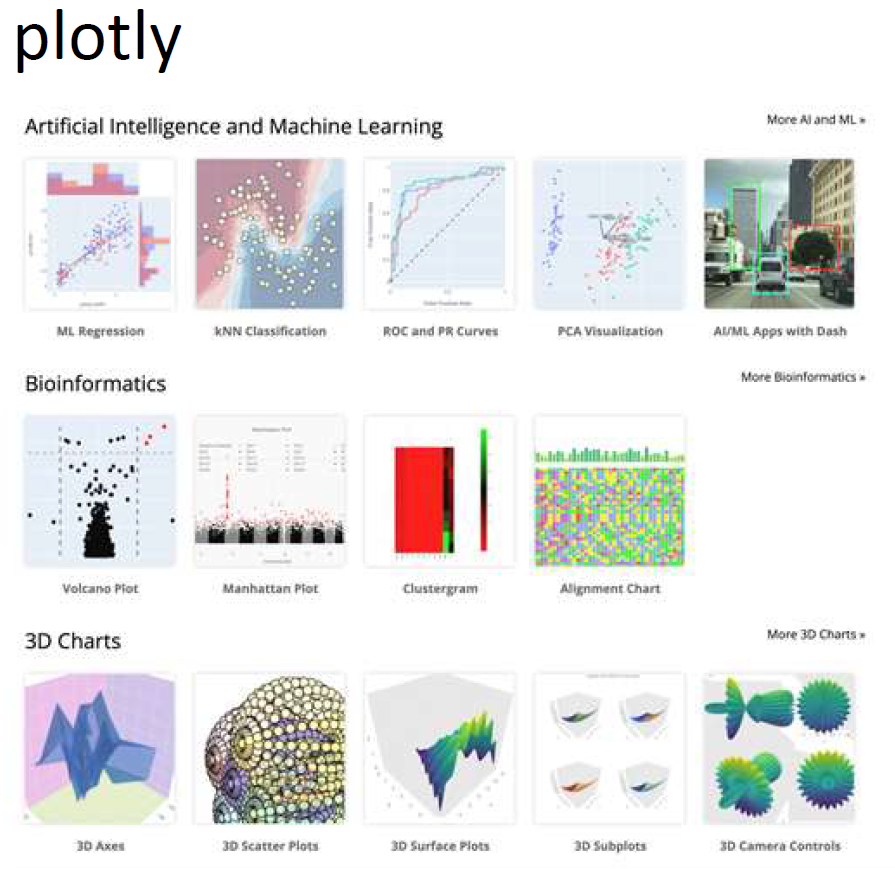 plotly
Artificial Intelligence and Machine Learning
More AI and ML »
ML Regression
kNN Classification
ROC and PR Curves
PCA Visualization
AI/ML Apps with Dash
Bioinformatics
More Bioinformatics »
Manhattan Plot
Volcano Plot
Manhattan Plot
Clustergram
Alignment Chart
3D Charts
More 3D Charts »
3D Axes
3D Scatter Plots
3D Surface Plots
3D Subplots
3D Camera Controls